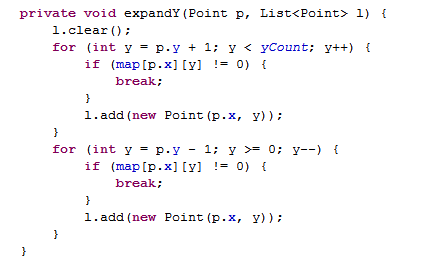 private void expandY(Point p, List<Point> l) {
    l.clear();
    for (int y = p.y + 1; y < yCount; y++) {
        if (map[p.x][y] != 0) {
            break;
        }
        l.add(new Point(p.x, y));
    }
    for (int y = p.y - 1; y >= 0; y--) {
        if (map[p.x][y] != 0) {
            break;
        }
        l.add(new Point(p.x, y));
    }
}